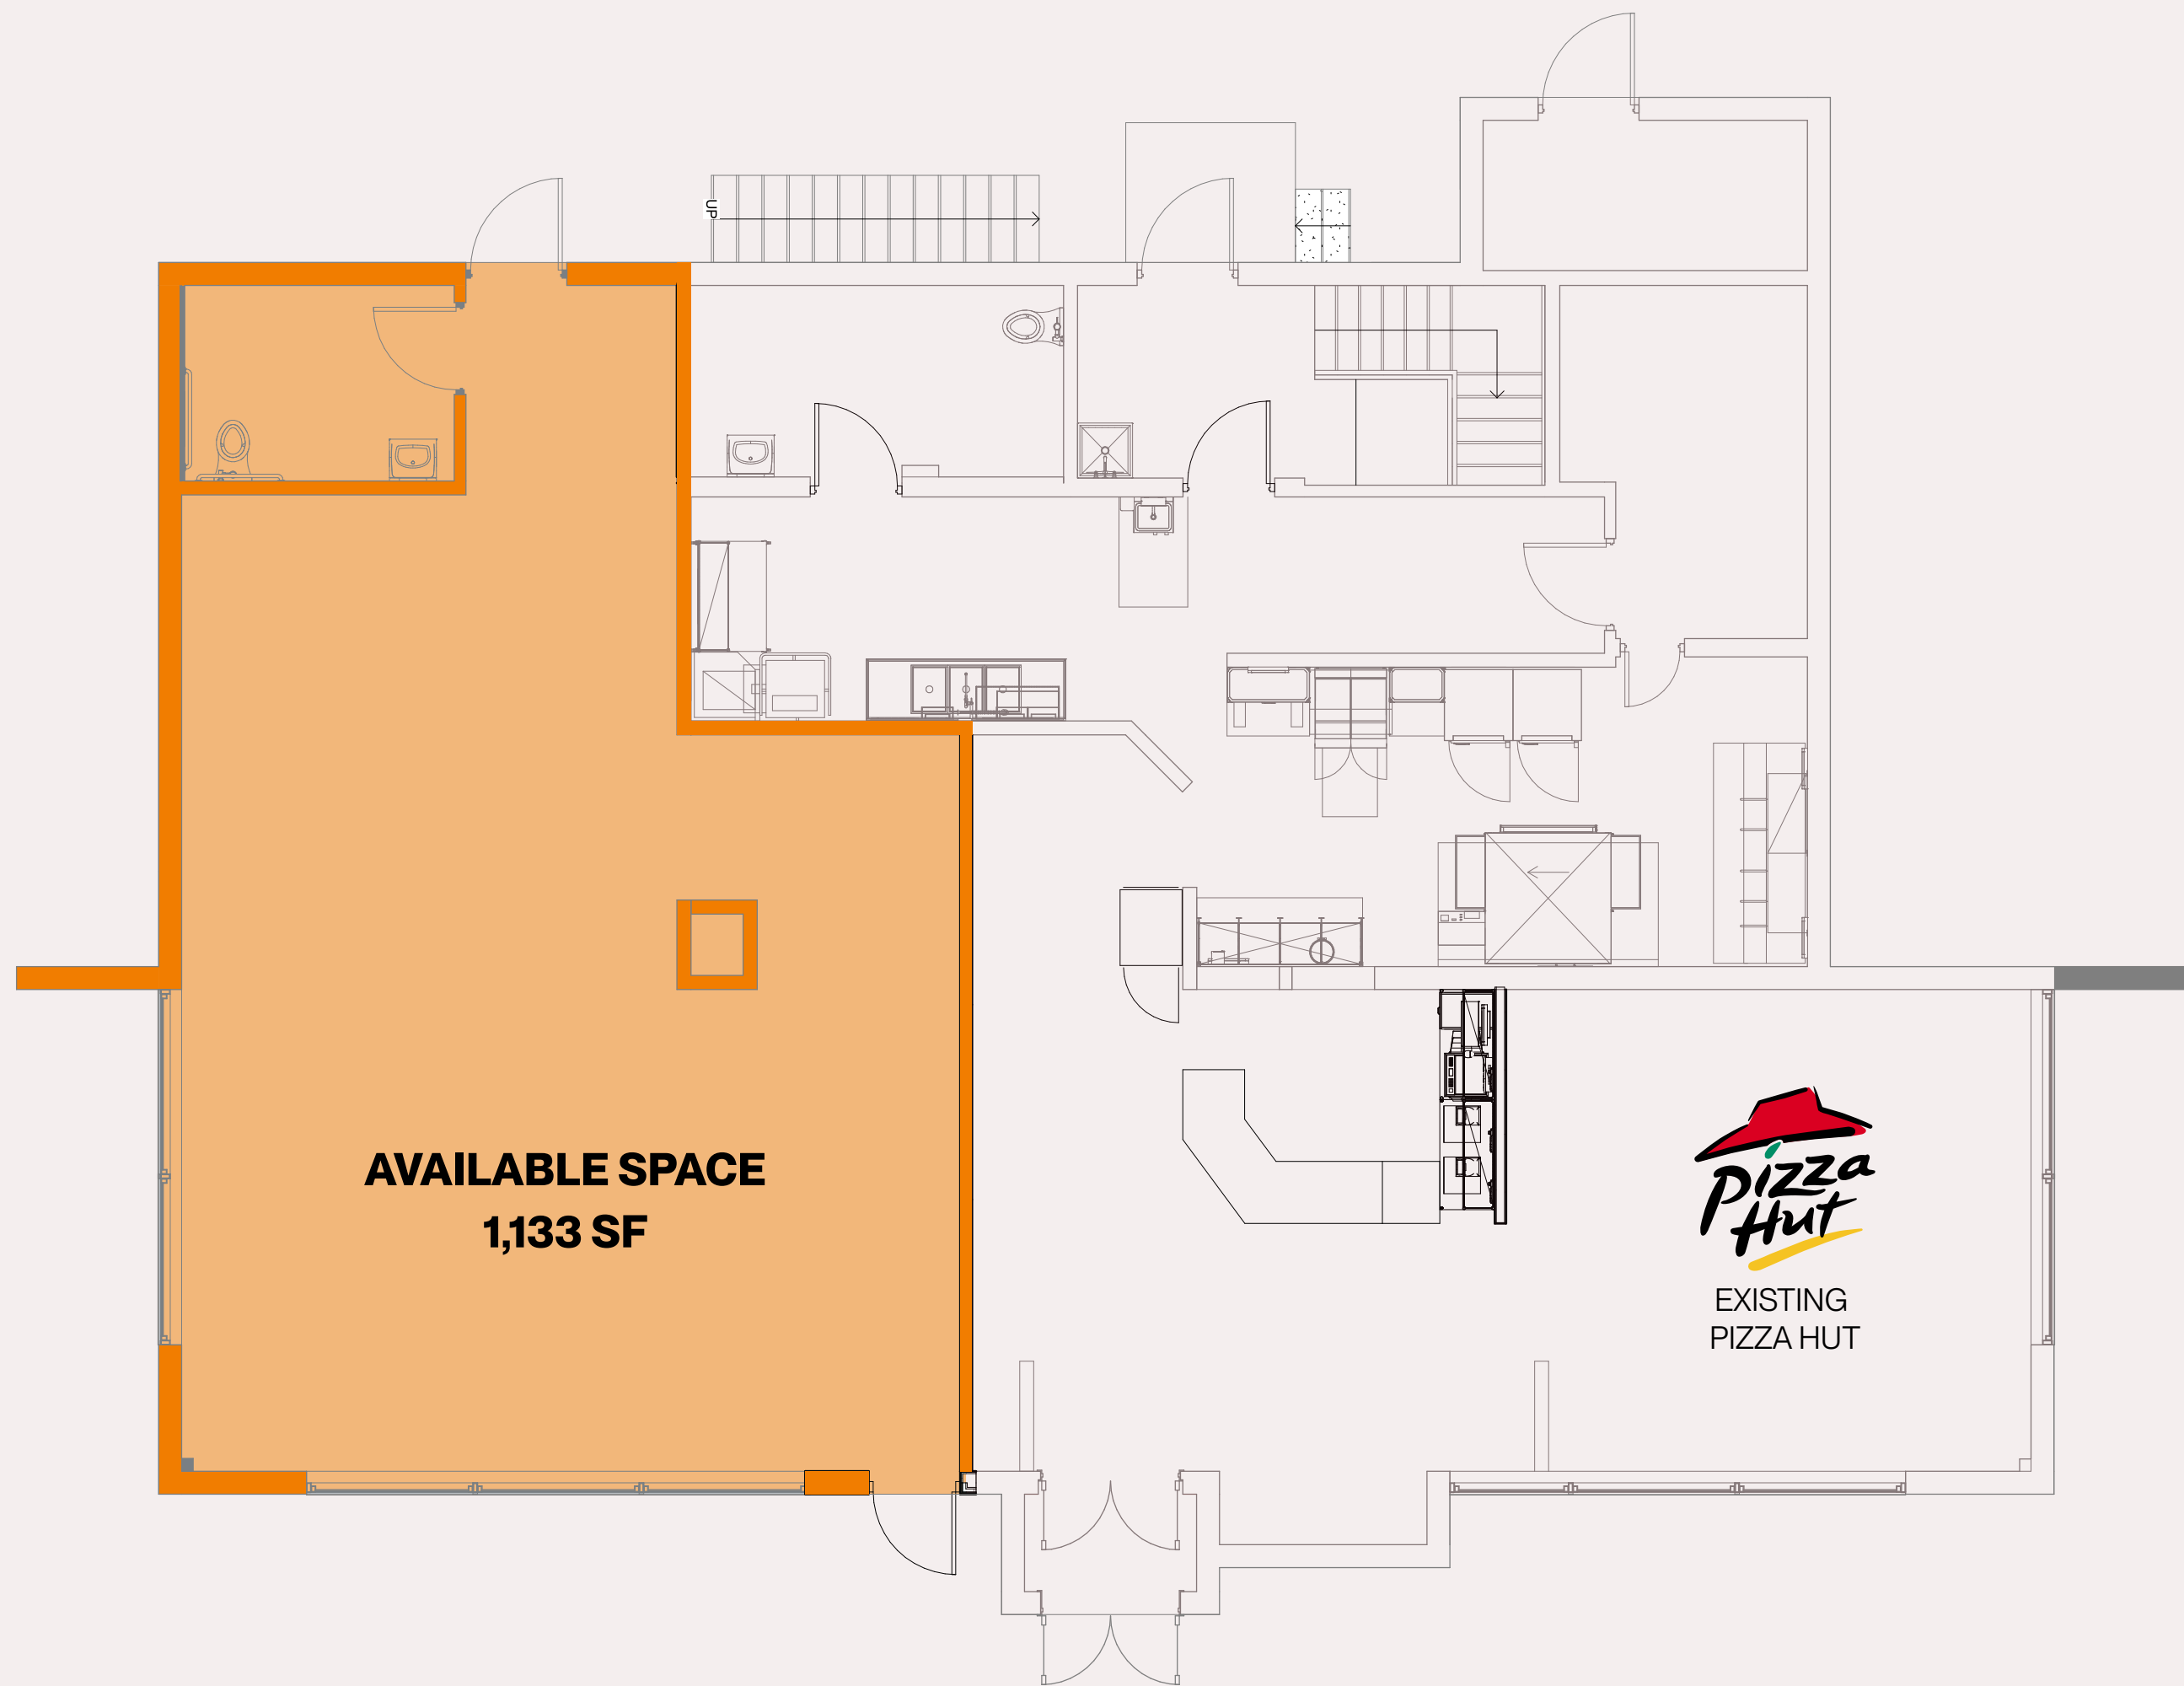 UP
AVAILABLE SPACE
1,133 SF
Pizza
Hut
EXISTING
PIZZA HUT